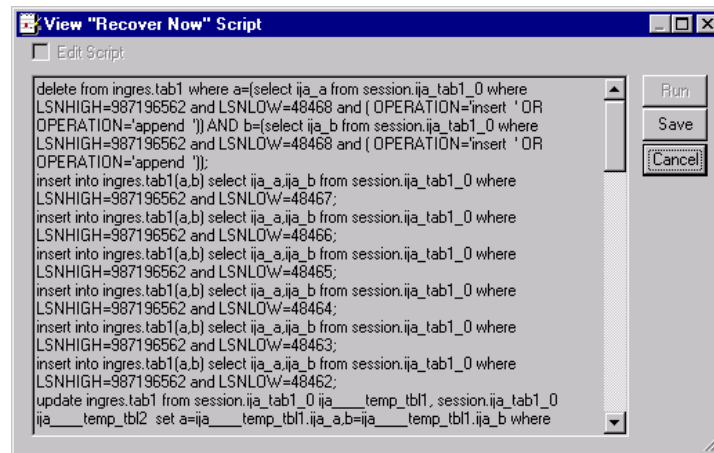 View "Recover Now" Script
Edit Script
delete from ingres.tab1 where a=(select ija_a from session.ija_tab1_0 where
LSNHIGH=987196562 and LSNLOW=48468 and ( OPERATION='insert  ' OR
OPERATION='append  ')) AND b=(select ija_b from session.ija_tab1_0 where
LSNHIGH=987196562 and LSNLOW=48468 and ( OPERATION='insert  ' OR
OPERATION='append  '));
insert into ingres.tab1(a,b) select ija_a,ija_b from session.ija_tab1_0 where
LSNHIGH=987196562 and LSNLOW=48467;
insert into ingres.tab1(a,b) select ija_a,ija_b from session.ija_tab1_0 where
LSNHIGH=987196562 and LSNLOW=48466;
insert into ingres.tab1(a,b) select ija_a,ija_b from session.ija_tab1_0 where
LSNHIGH=987196562 and LSNLOW=48465;
insert into ingres.tab1(a,b) select ija_a,ija_b from session.ija_tab1_0 where
LSNHIGH=987196562 and LSNLOW=48464;
insert into ingres.tab1(a,b) select ija_a,ija_b from session.ija_tab1_0 where
LSNHIGH=987196562 and LSNLOW=48463;
insert into ingres.tab1(a,b) select ija_a,ija_b from session.ija_tab1_0 where
LSNHIGH=987196562 and LSNLOW=48462;
update ingres.tab1 from session.ija_tab1_0 ija____temp_tbl1, session.ija_tab1_0
ija____temp_tbl2  set a=ija____temp_tbl1.ija_a,b=ija____temp_tbl1.ija_b where
Run
Save
Cancel